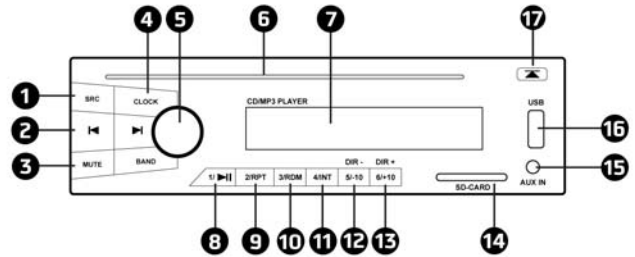 4
5
6
7
17
1
SRC
CLOCK
CD/MP3 PLAYER
USB
2
16
3
MUTE
BAND
DIR -
DIR +
15
1/
2/RPT
3/RDM
4/INT
5/-10
6/+10
SD-CARD
AUX IN
8
9
10
11
12
13
14